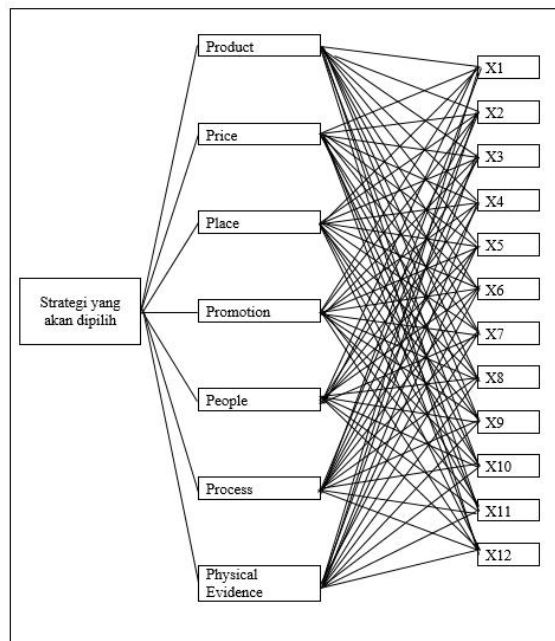 Product
Price
Place
Strategi yang
akan dipilih
Promotion
People
Process
Physical
Evidence
X1
X2
X3
X4
X5
X6
X7
X8
X9
X10
X11
X12